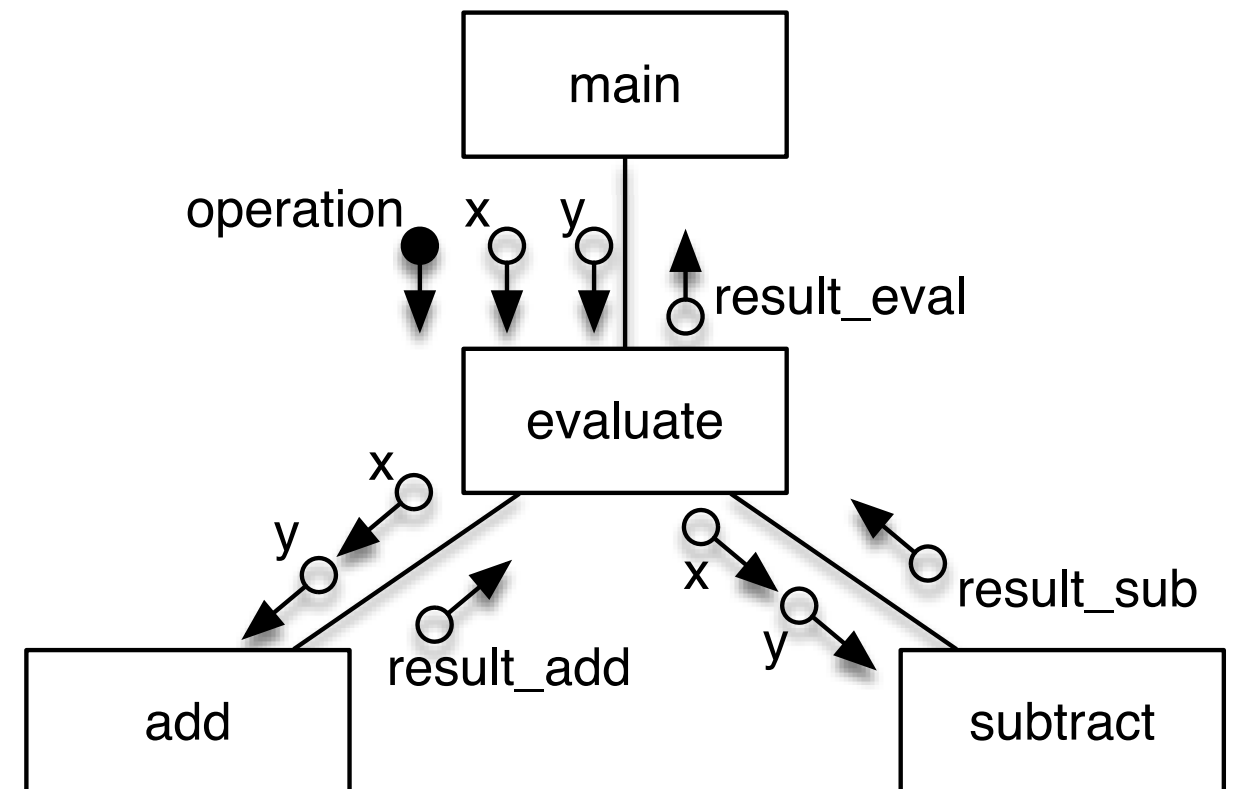 main
operation
x
y
result_eval
evaluate
x
y
x
y
result_sub
result_add
add
subtract